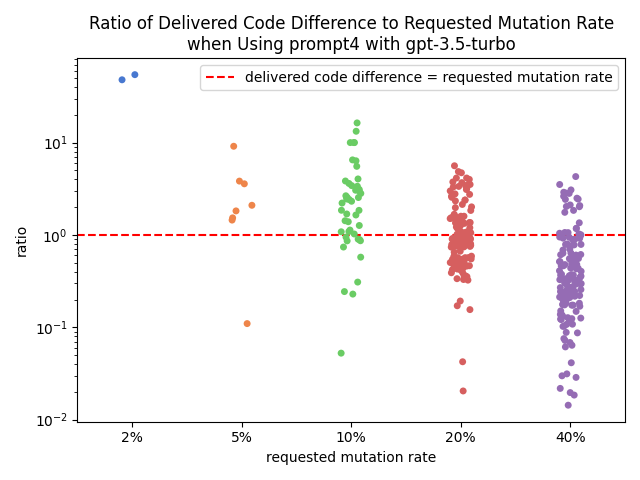 Ratio of Delivered Code Difference to Requested Mutation Rate
when Using prompt4 with gpt-3.5-turbo
delivered code difference = requested mutation rate
ratio
10¹
10⁰
10⁻¹
10⁻²
2% 5% 10% 20% 40%
requested mutation rate